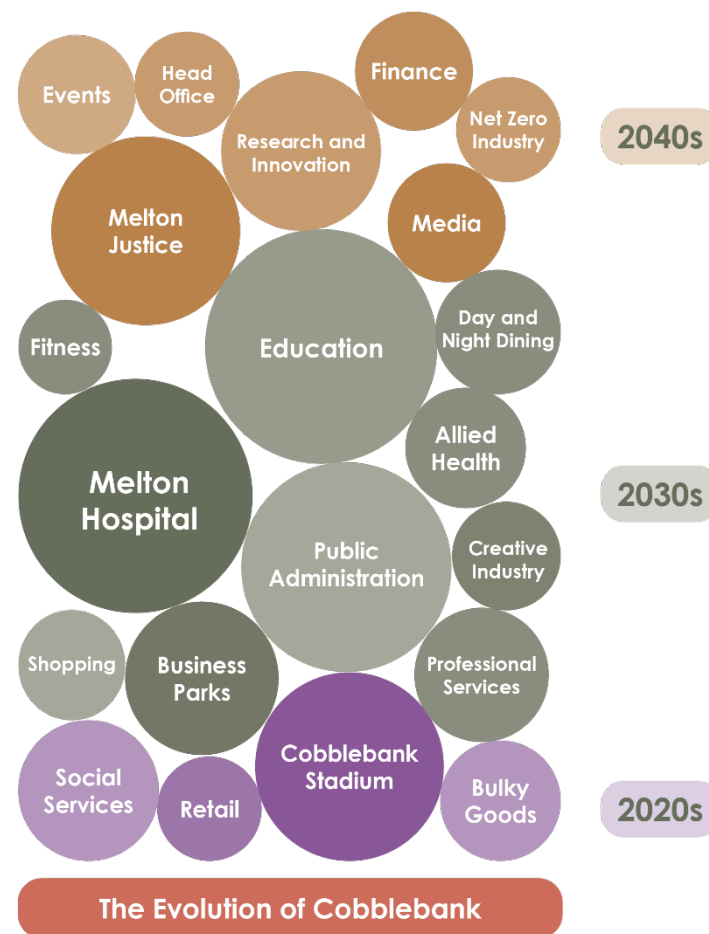 Events
Head
Office
Finance
Net Zero
Industry
2040s
Research and
Innovation
Melton
Justice
Media
Fitness
Education
Day and
Night Dining
Allied
Health
Melton
Hospital
2030s
Public
Administration
Creative
Industry
Shopping
Business
Parks
Professional
Services
Cobblebank
Stadium
Social
Services
Retail
Bulky
Goods
2020s
The Evolution of Cobblebank